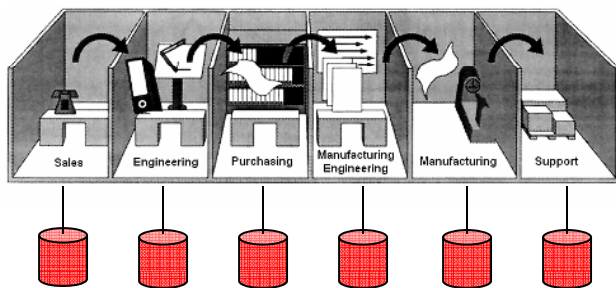 Sales
Engineering
Purchasing
Manufacturing
Engineering
Manufacturing
Support